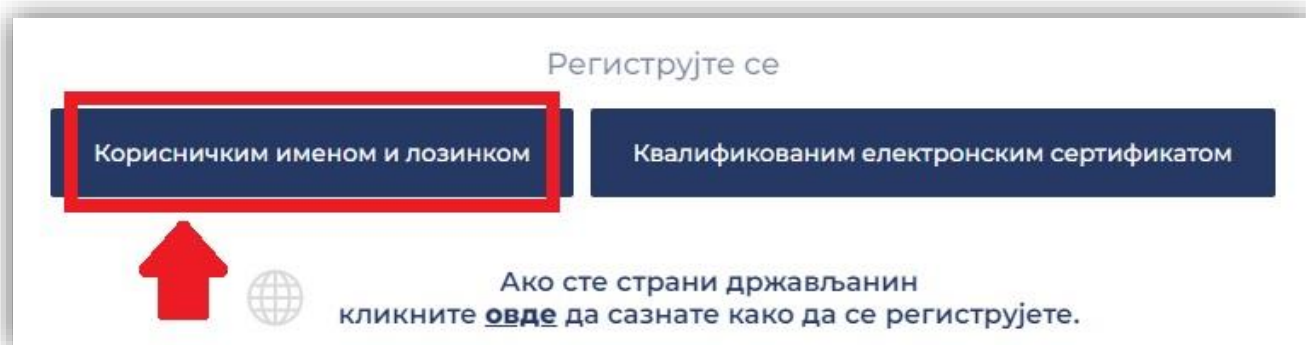 Региструјте се
Корисничким именом и лозинком
Квалификованим електронским сертификатом
Ако сте страни држављанин
кликните овде да сазнате како да се региструјете.